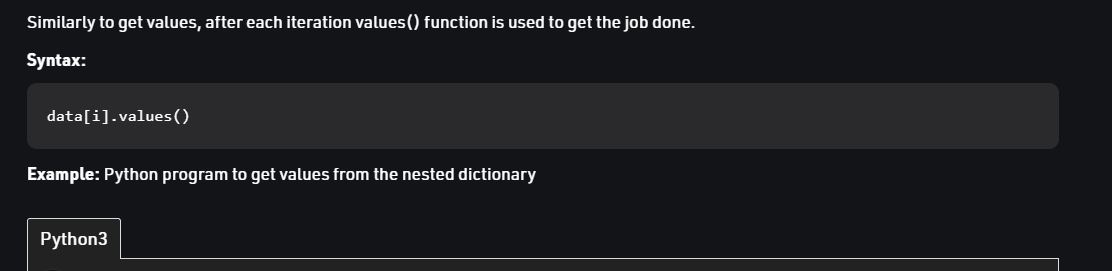 Similarly to get values, after each iteration values() function is used to get the job done.
Syntax:
data[i].values()
Example: Python program to get values from the nested dictionary
Python3